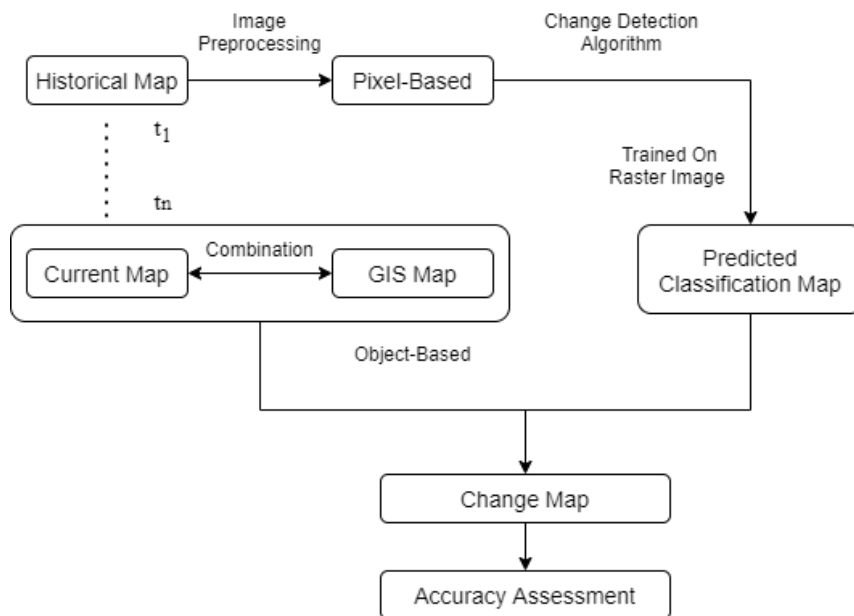 Image
Preprocessing
Change Detection
Algorithm
Historical Map
Pixel-Based
t1
Trained On
Raster Image
tn
Current Map
Combination
GIS Map
Predicted
Classification Map
Object-Based
Change Map
Accuracy Assessment